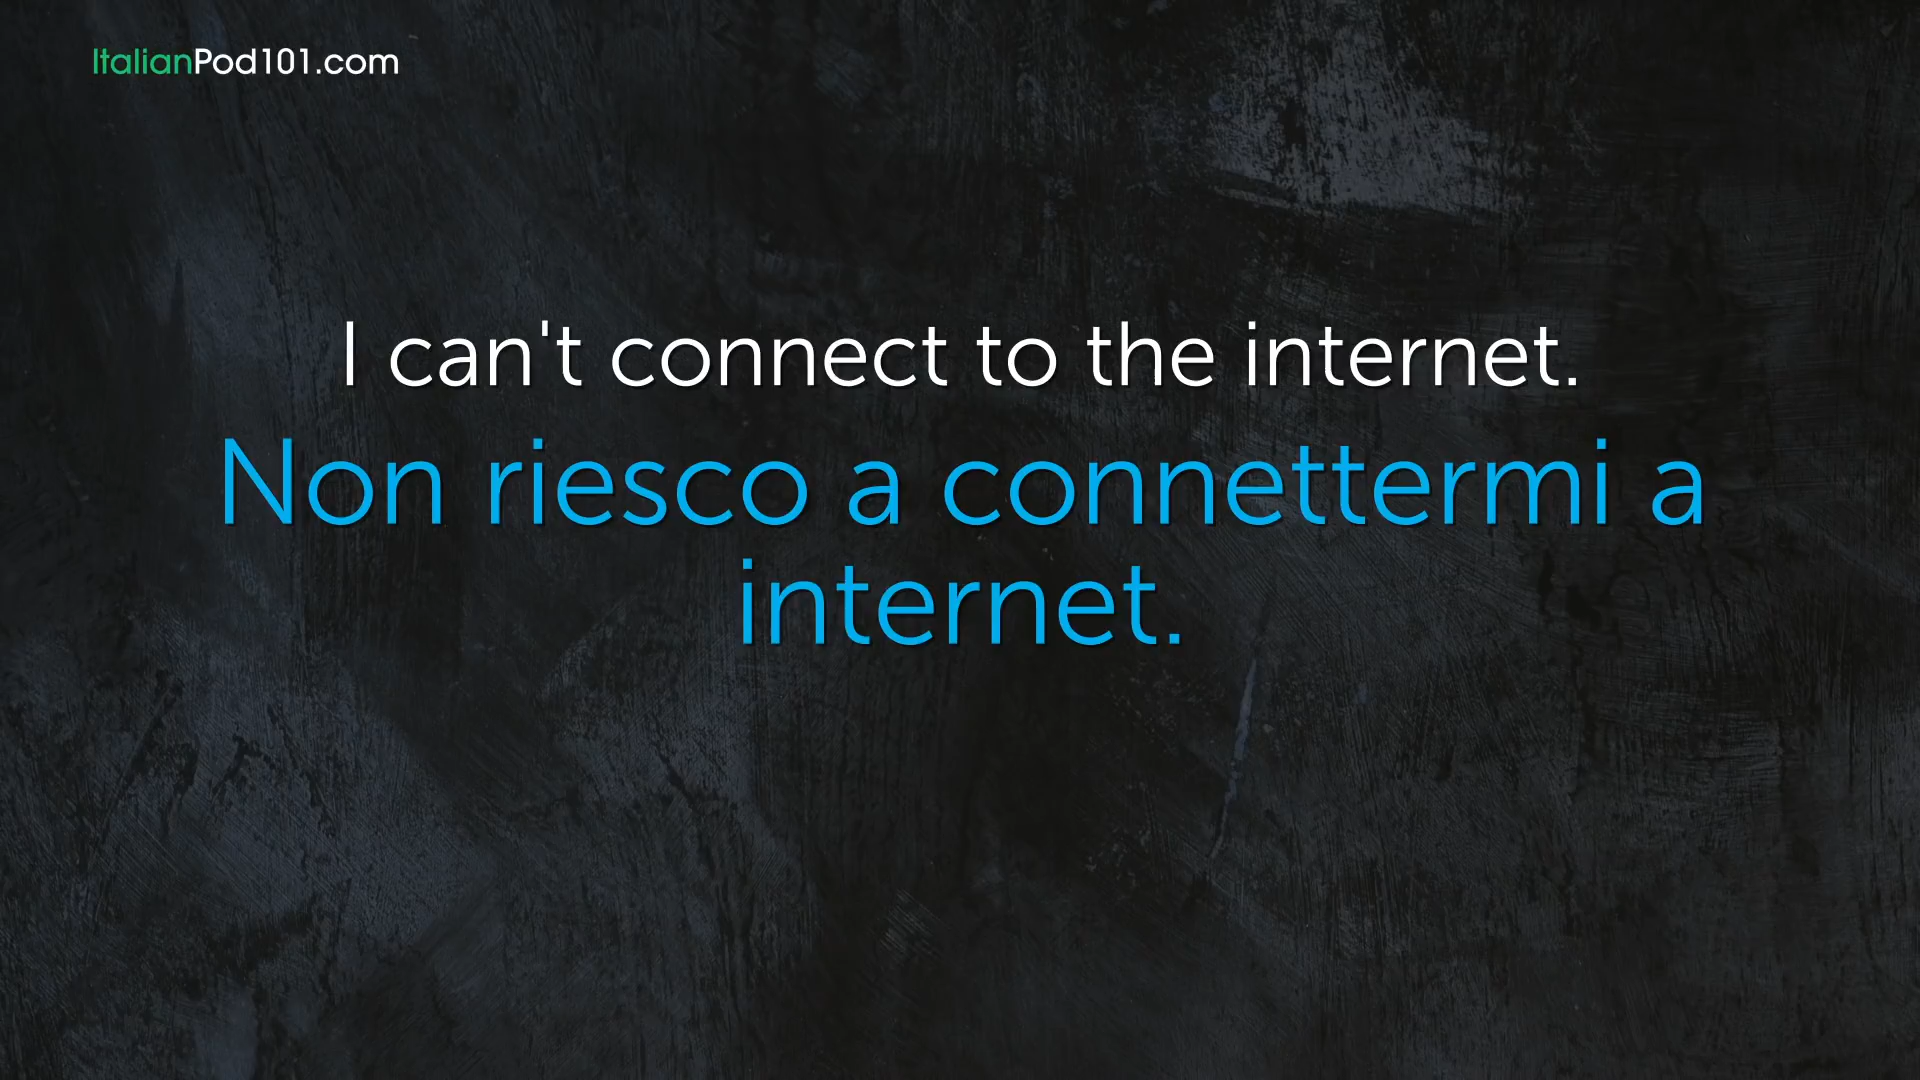 ItalianPod101.com
I can't connect to the internet.
Non riesco a connettermi a
internet.